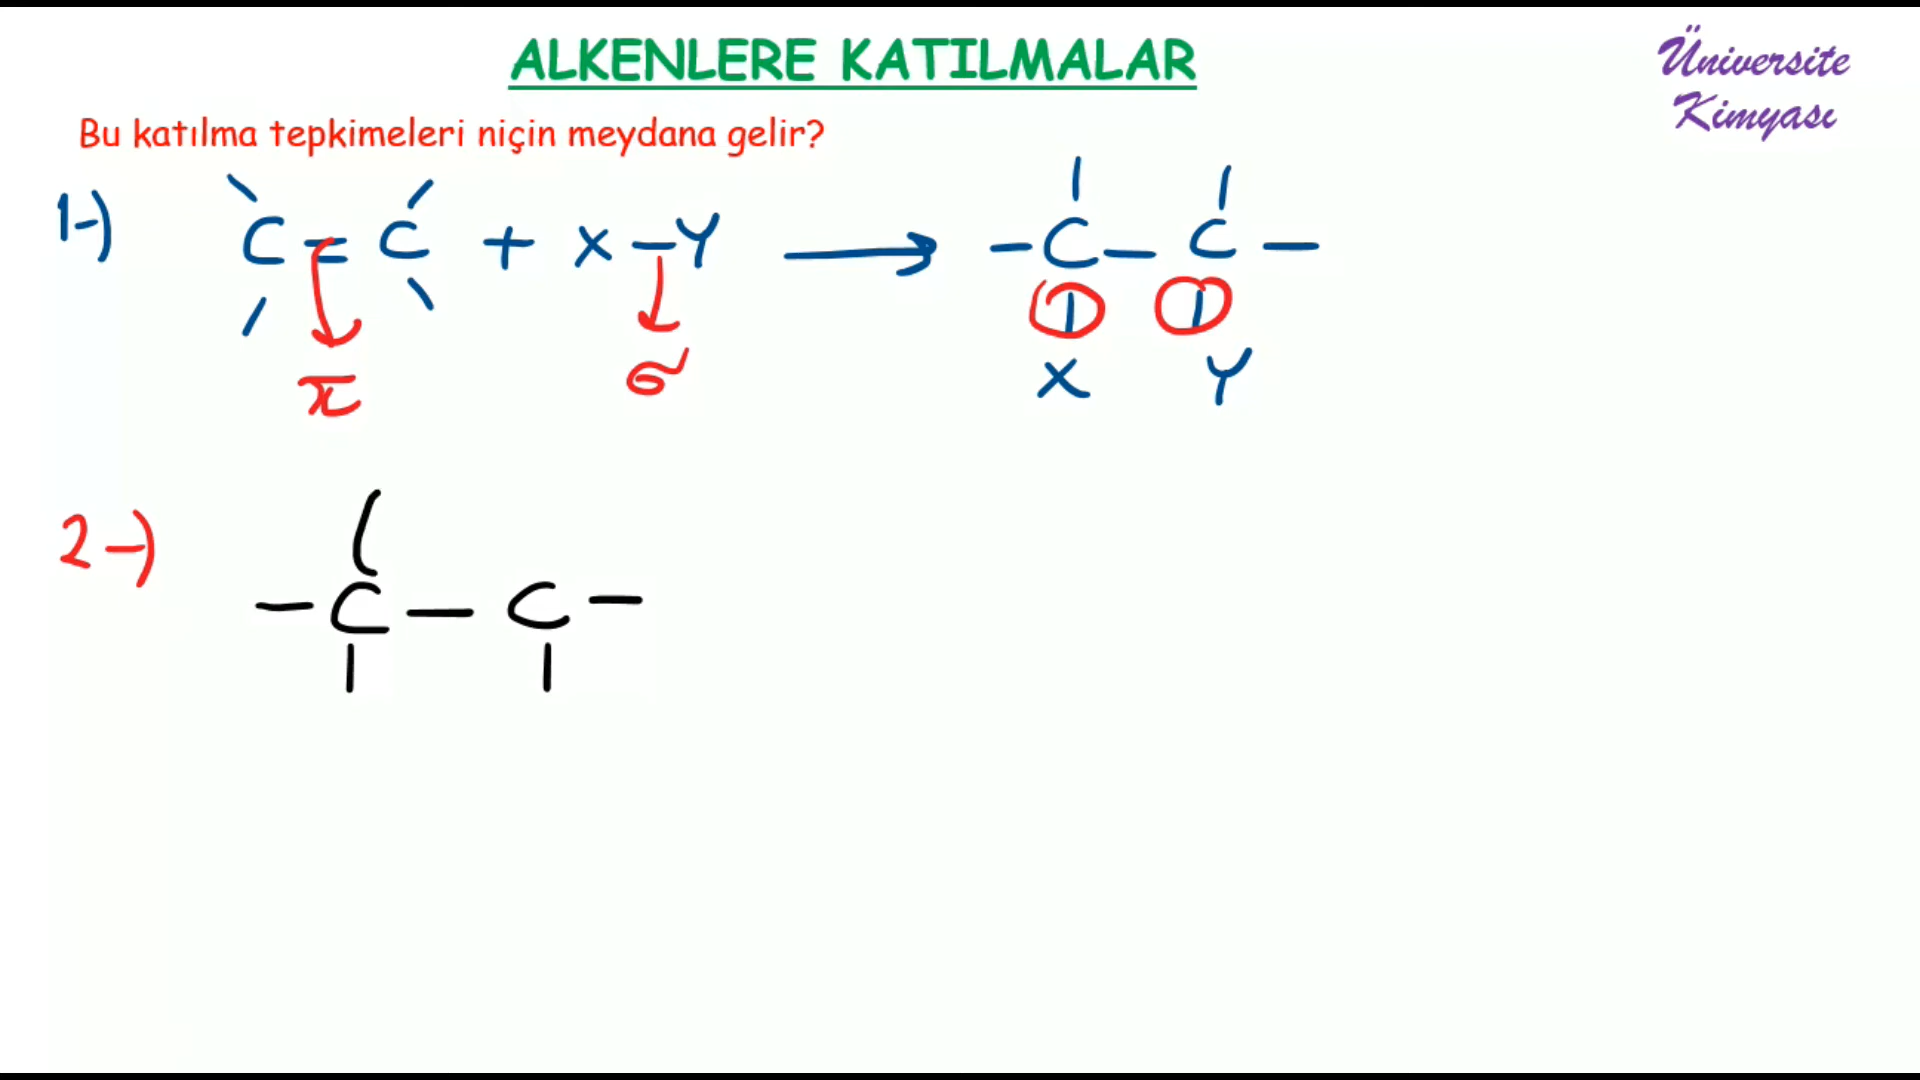 ALKENLERE KATILMALAR
Üniversite
Kimyası
Bu katılma tepkimeleri niçin meydana gelir?
1-) C = C + X - Y → - C - C -
π σ X Y
2-) - C - C -